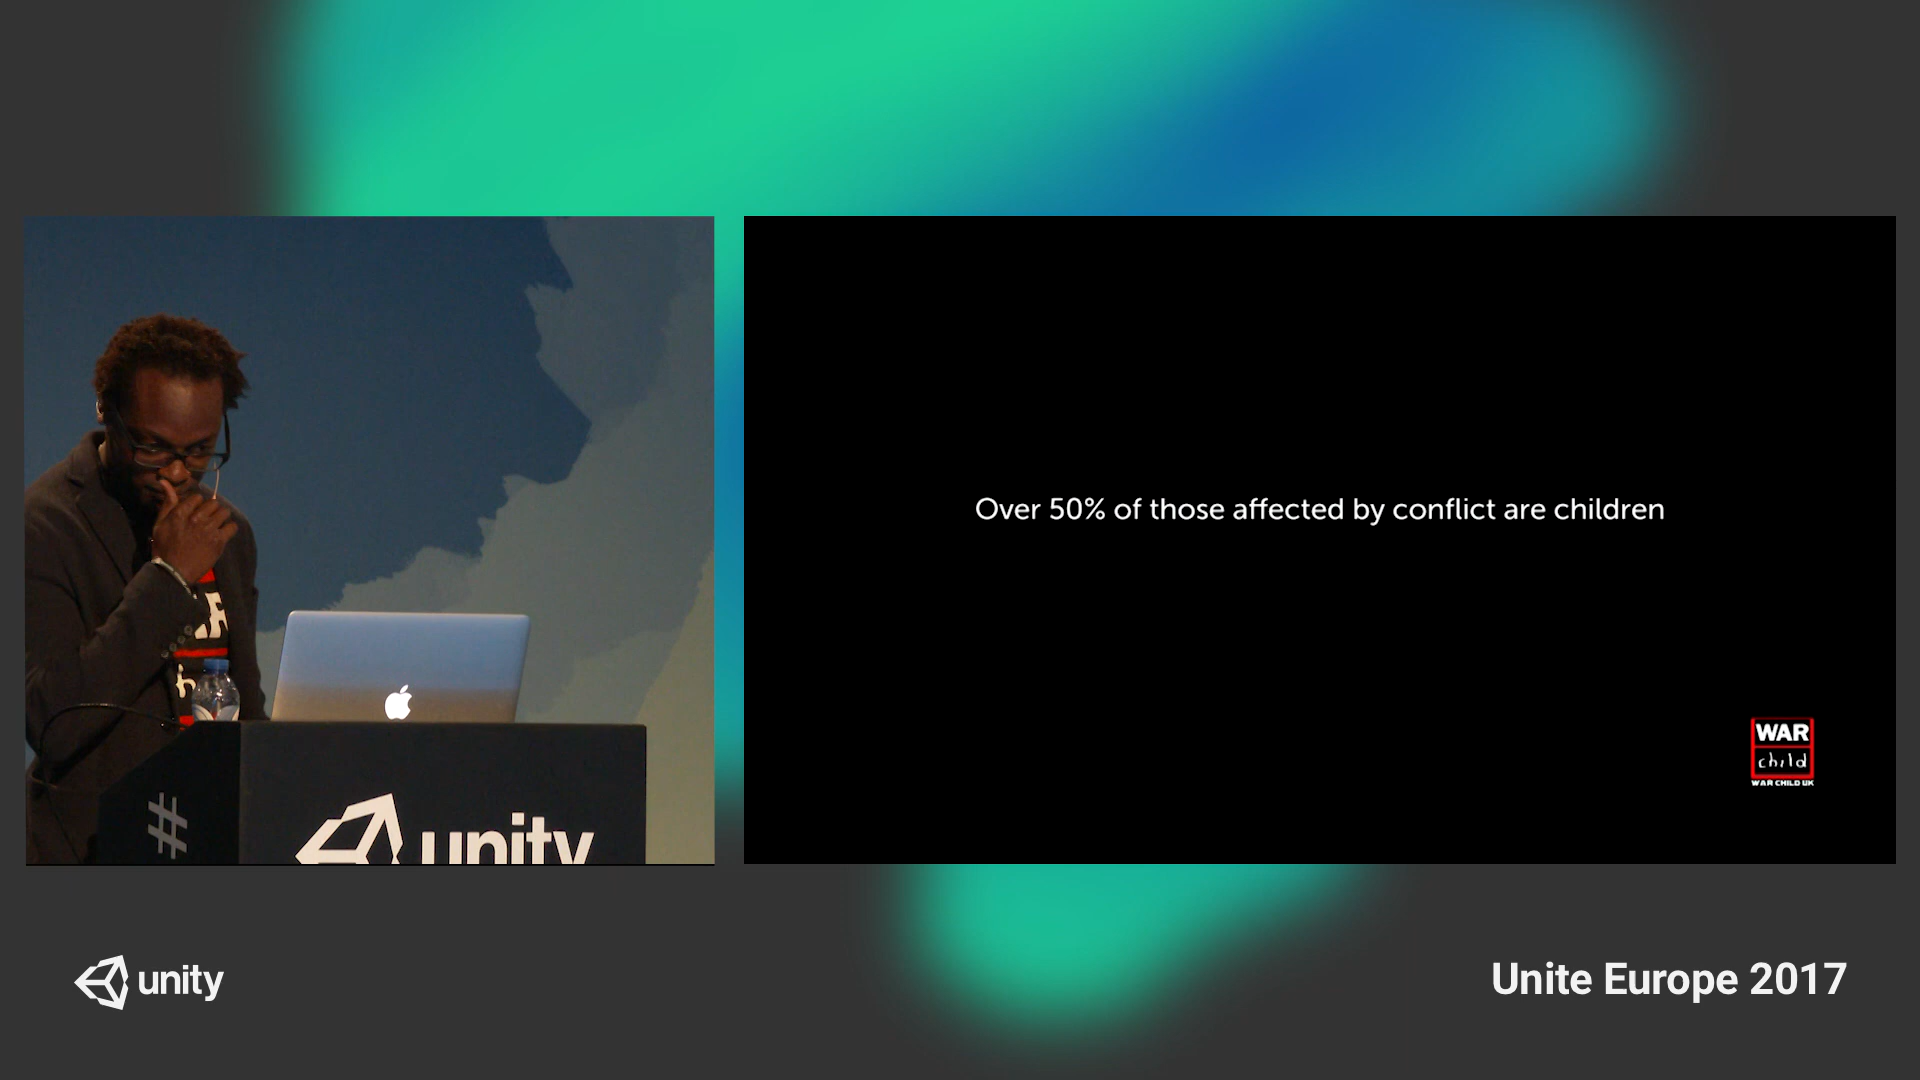 Over 50% of those affected by conflict are children
WAR
child
WAR CHILD UK
#
unity
unity
Unite Europe 2017